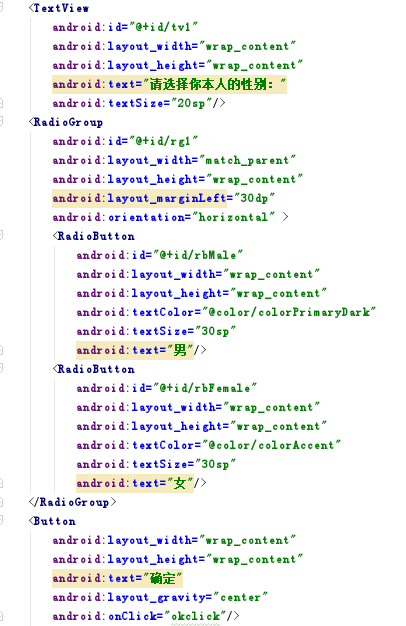 <TextView
android:id="@+id/tv1"
android:layout_width="wrap_content"
android:layout_height="wrap_content"
android:text="请选择你本人的性别："
android:textSize="20sp"/>
<RadioGroup
android:id="@+id/rg1"
android:layout_width="match_parent"
android:layout_height="wrap_content"
android:layout_marginLeft="30dp"
android:orientation="horizontal" >
<RadioButton
android:id="@+id/rbMale"
android:layout_width="wrap_content"
android:layout_height="wrap_content"
android:textColor="@color/colorPrimaryDark"
android:textSize="30sp"
android:text="男"/>
<RadioButton
android:id="@+id/rbFemale"
android:layout_width="wrap_content"
android:layout_height="wrap_content"
android:textColor="@color/colorAccent"
android:textSize="30sp"
android:text="女"/>
</RadioGroup>
<Button
android:layout_width="wrap_content"
android:layout_height="wrap_content"
android:text="确定"
android:layout_gravity="center"
android:onClick="okclick"/>